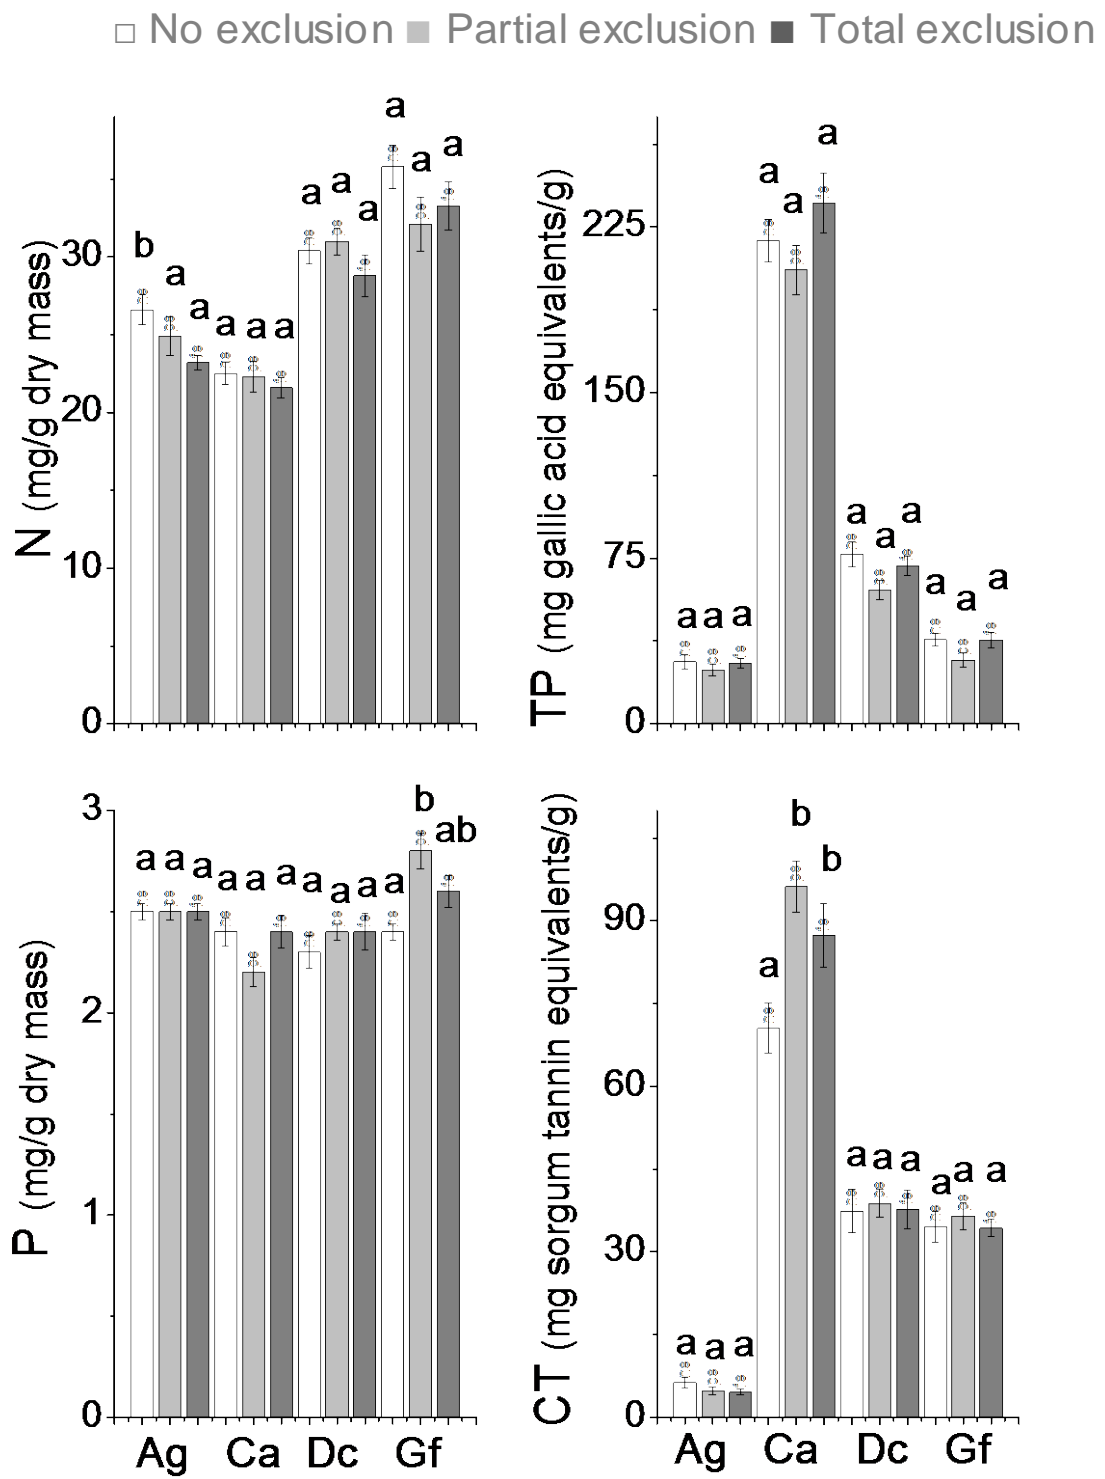 No exclusion Partial exclusion Total exclusion
N (mg/g dry mass)
30
20
10
0
b a a a a a a a a a a a
TP (mg gallic acid equivalents/g)
225
150
75
0
a a a a a a a a a a a a
P (mg/g dry mass)
3
2
1
0
a a a a a a a a a a b ab
Ag Ca Dc Gf
CT (mg sorgum tannin equivalents/g)
90
60
30
0
a a a a b b a a a a a a
Ag Ca Dc Gf